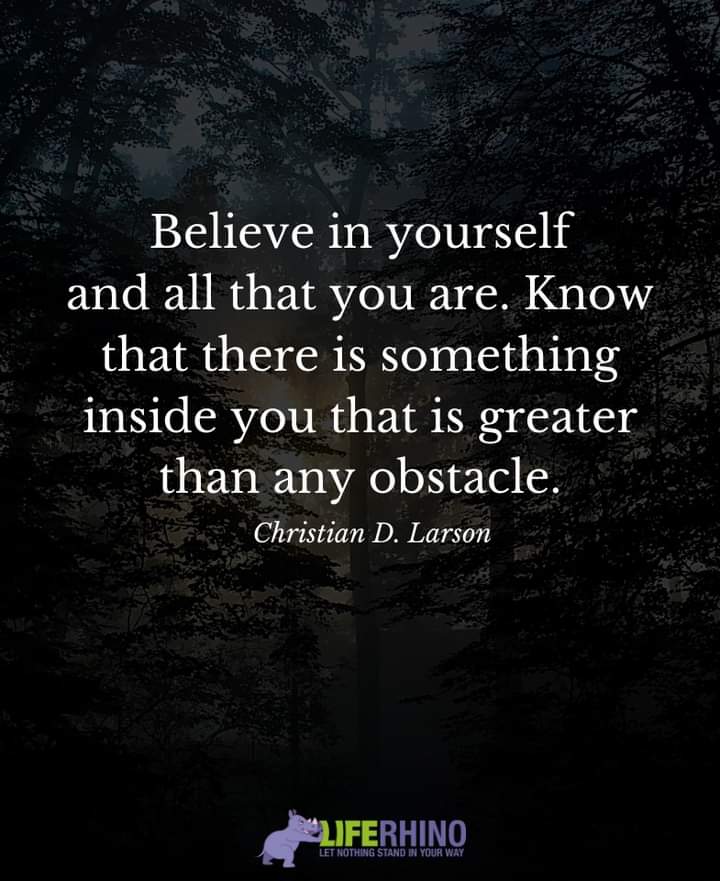 Believe in yourself
and all that you are. Know
that there is something
inside you that is greater
than any obstacle.
Christian D. Larson
LIFERHINO
LET NOTHING STAND IN YOUR WAY